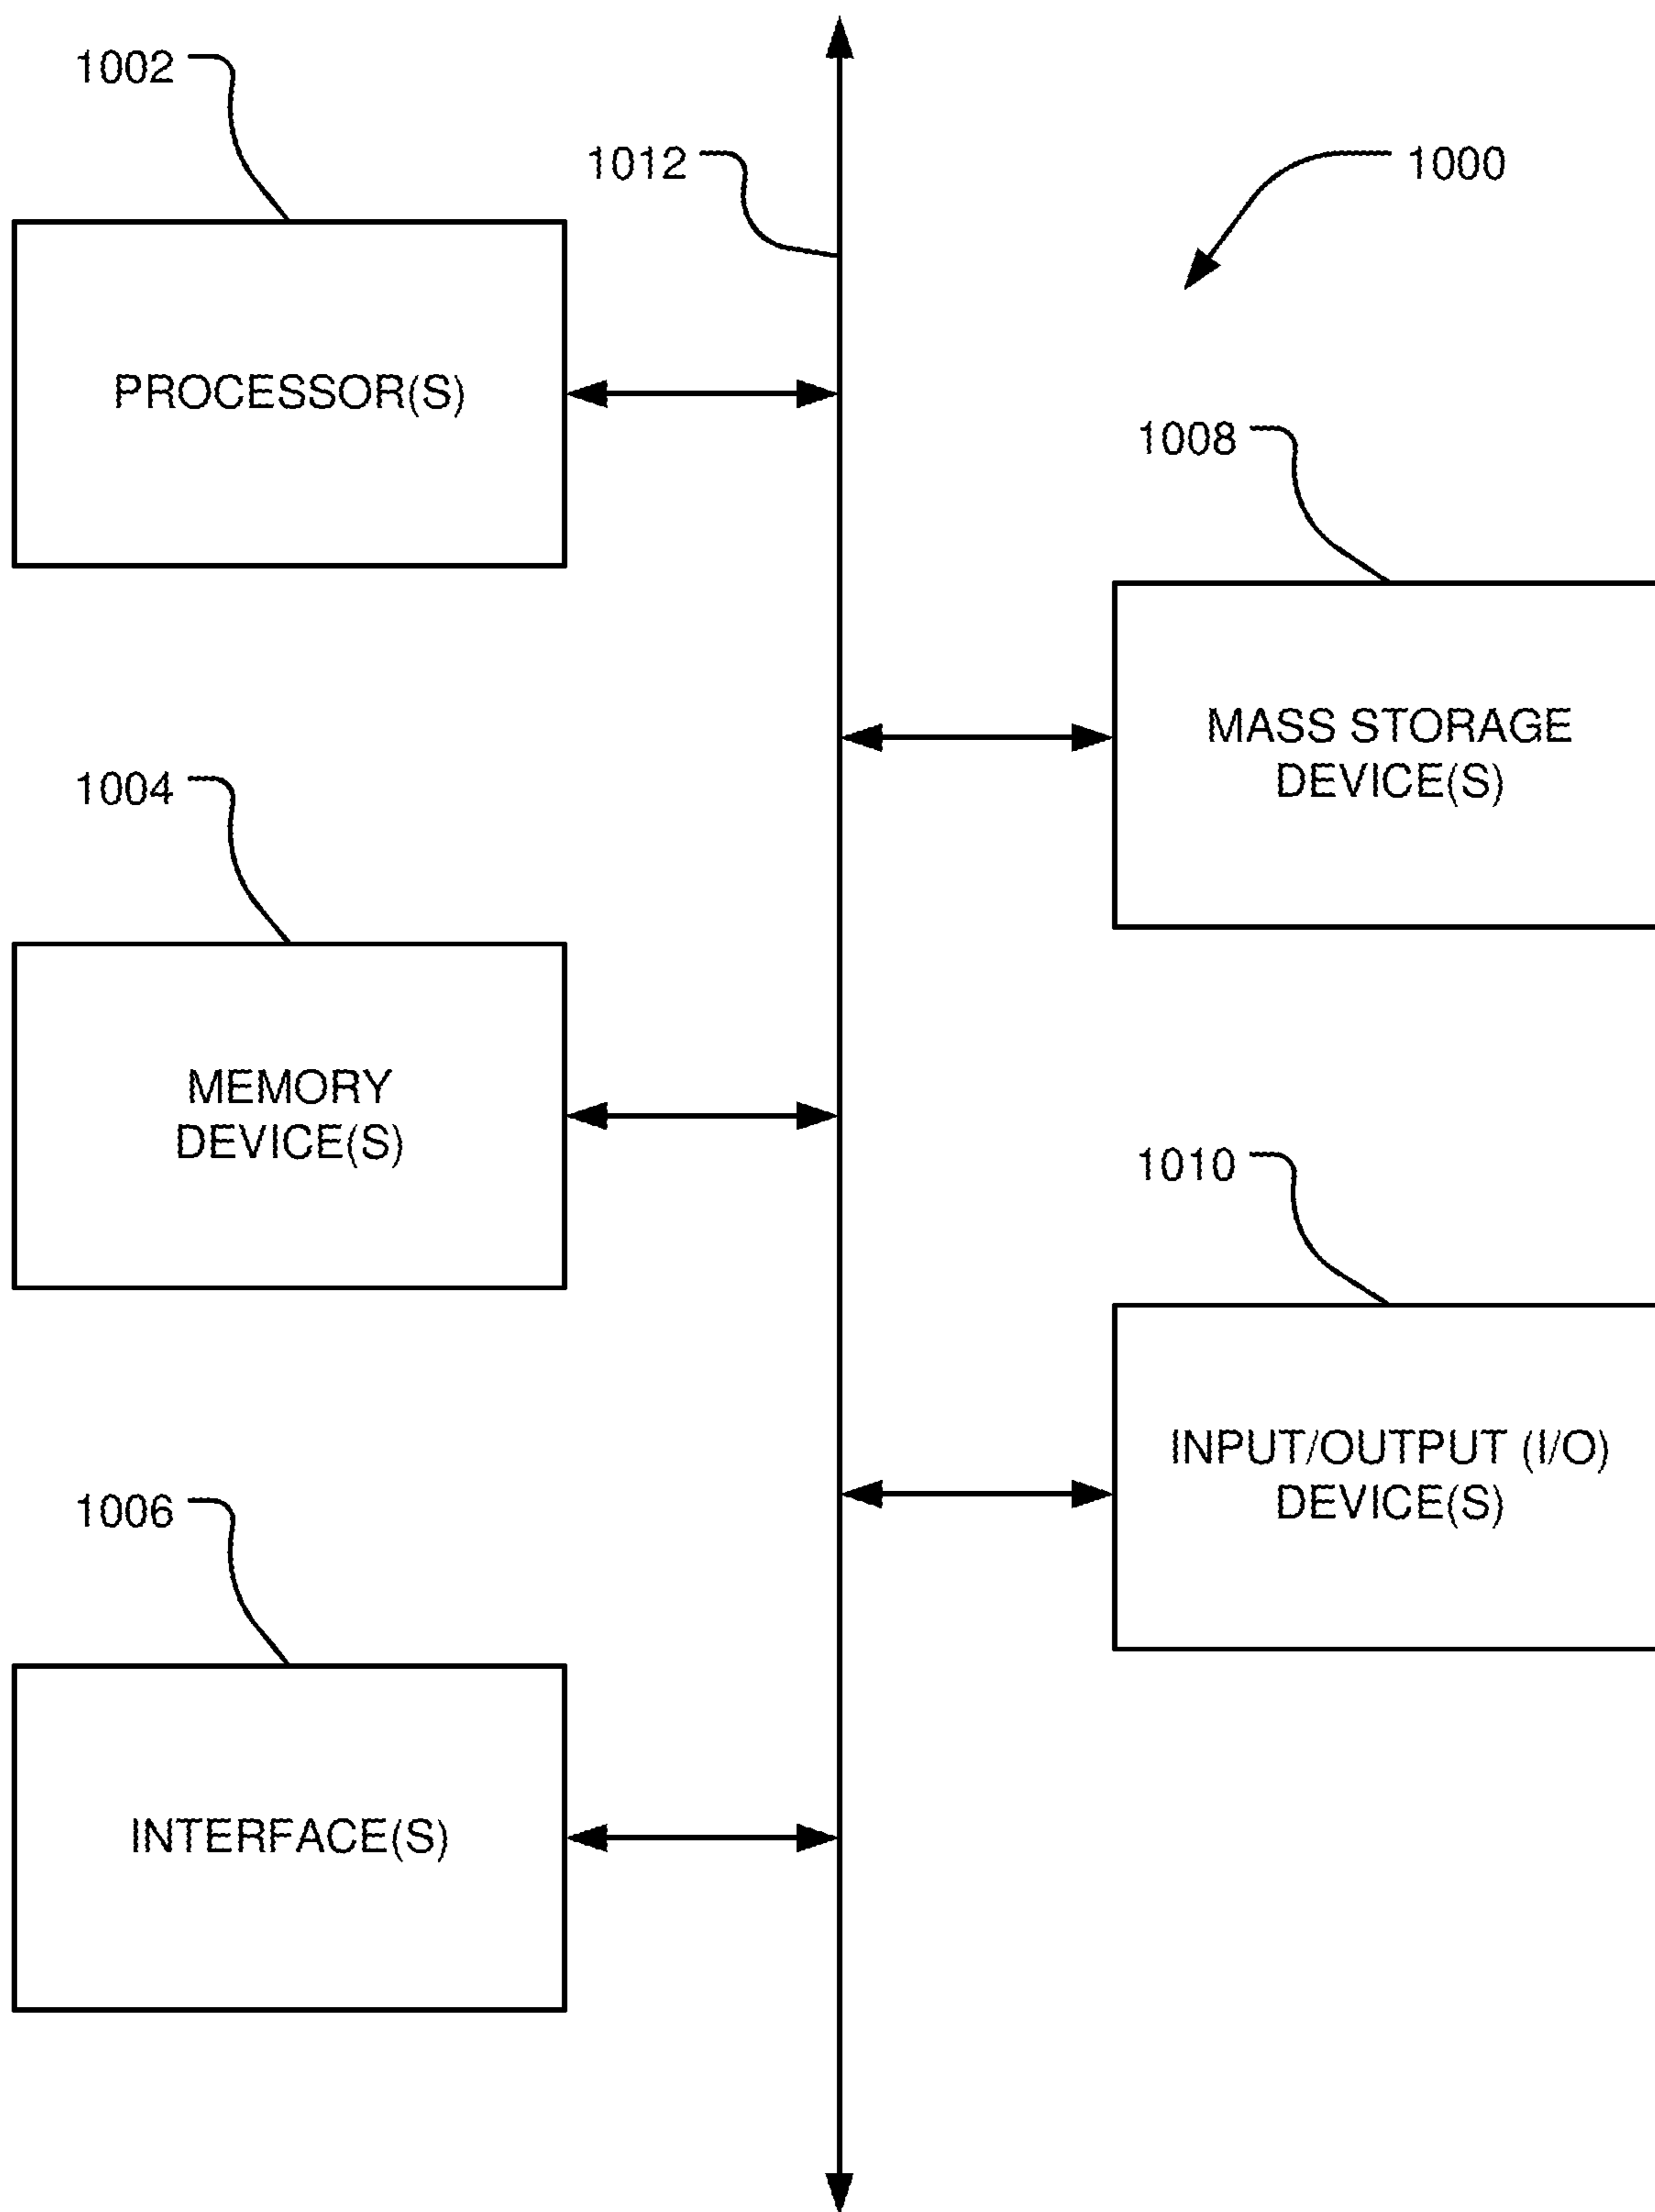 1002
1012
1000
PROCESSOR(S)
1008
MASS STORAGE
DEVICE(S)
1004
MEMORY
DEVICE(S)
1010
INPUT/OUTPUT (I/O)
DEVICE(S)
1006
INTERFACE(S)